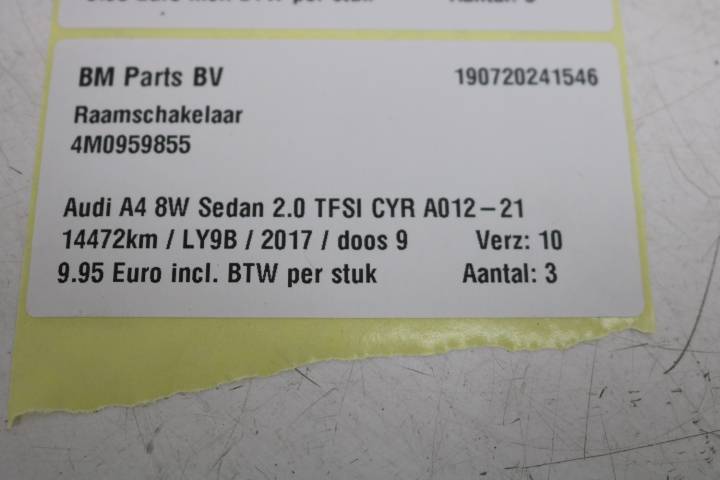 BM Parts BV 190720241546
Raamschakelaar
4M0959855
Audi A4 8W Sedan 2.0 TFSI CYR A012-21
14472km / LY9B / 2017 / doos 9 Verz: 10
9.95 Euro incl. BTW per stuk Aantal: 3